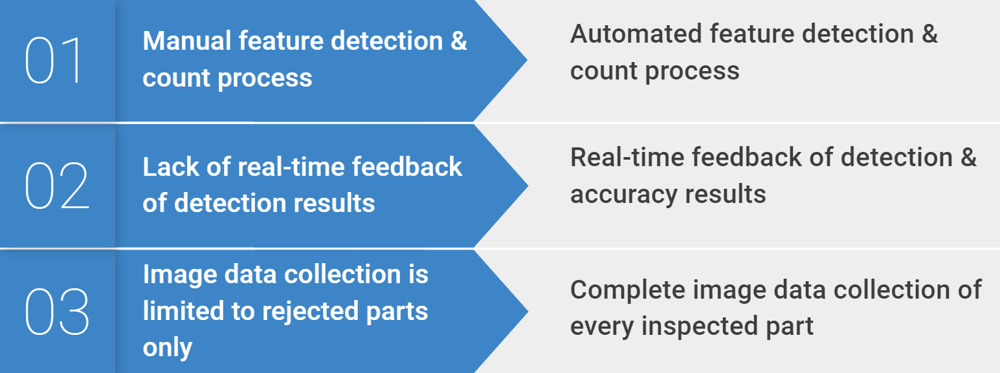 01
Manual feature detection &
count process
Automated feature detection &
count process
02
Lack of real-time feedback
of detection results
Real-time feedback of detection &
accuracy results
03
Image data collection is
limited to rejected parts
only
Complete image data collection of
every inspected part